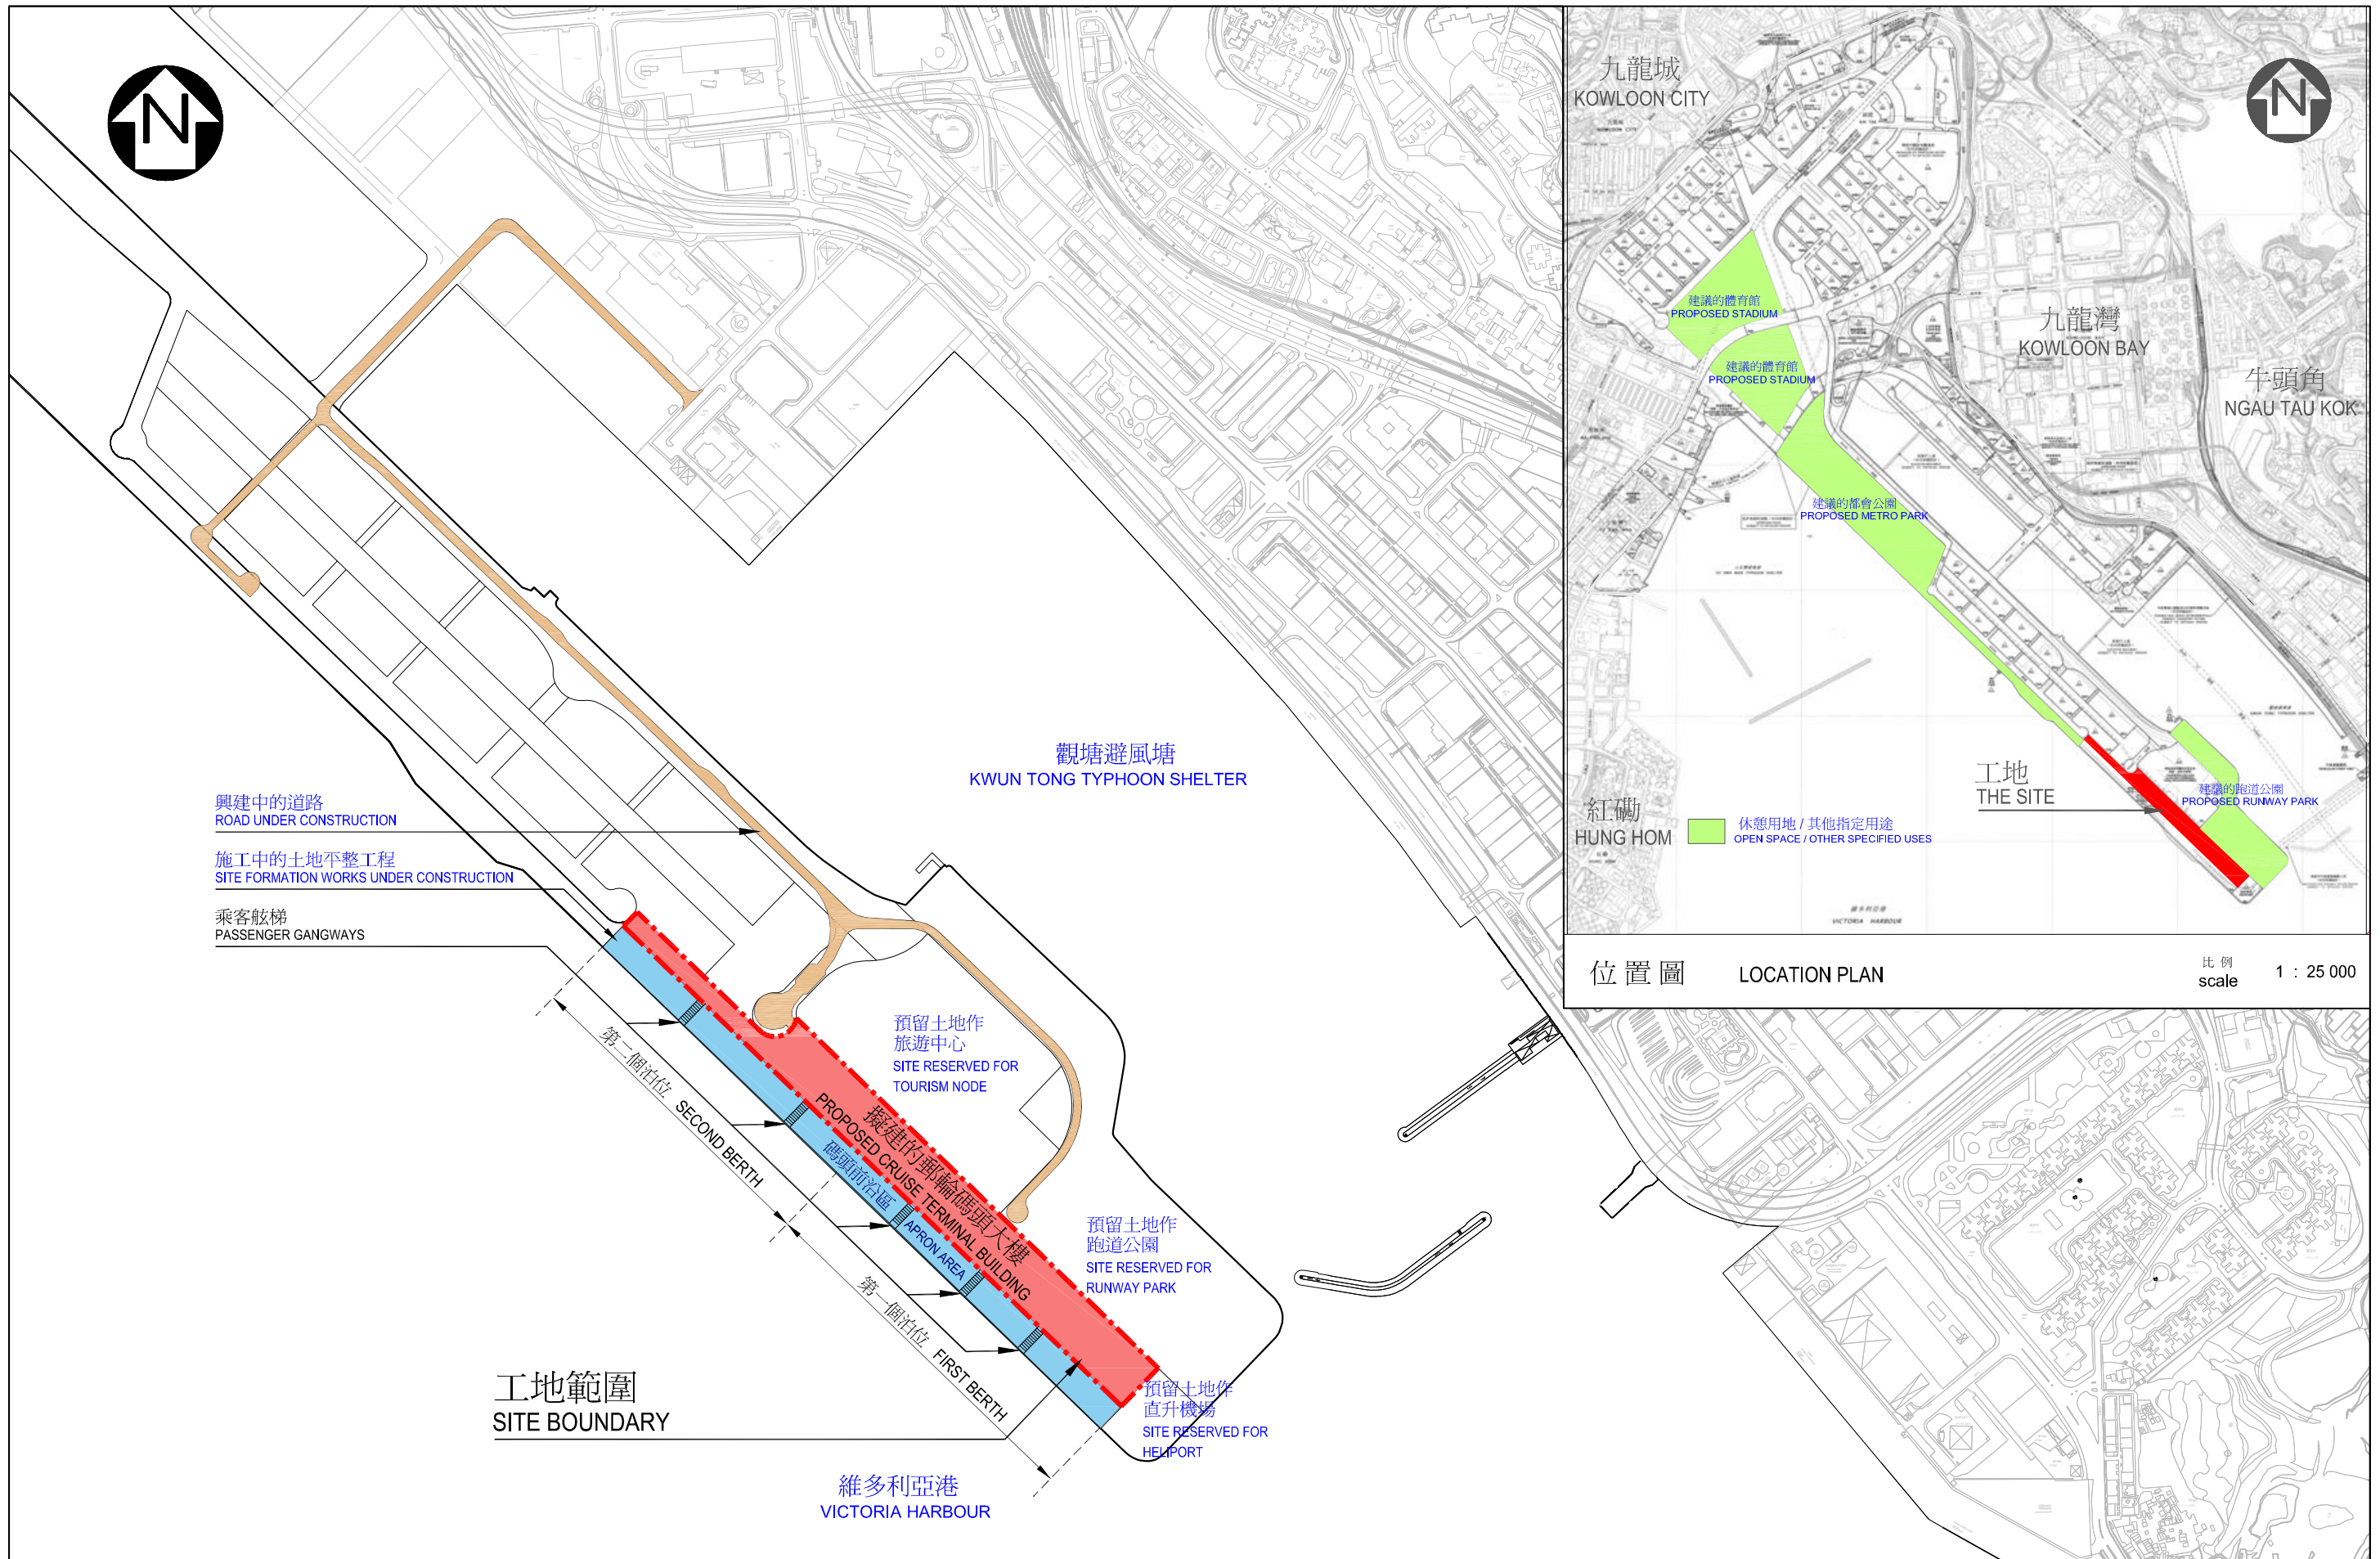 N
興建中的道路
ROAD UNDER CONSTRUCTION
施工中的土地平整工程
SITE FORMATION WORKS UNDER CONSTRUCTION
乘客舷梯
PASSENGER GANGWAYS
觀塘避風塘
KWUN TONG TYPHOON SHELTER
預留土地作
旅遊中心
SITE RESERVED FOR
TOURISM NODE
第二個泊位 SECOND BERTH
擬建的郵輪碼頭大樓
PROPOSED CRUISE TERMINAL BUILDING
碼頭前沿區 APRON AREA
第一個泊位 FIRST BERTH
預留土地作
跑道公園
SITE RESERVED FOR
RUNWAY PARK
預留土地作
直升機場
SITE RESERVED FOR
HELIPORT
工地範圍
SITE BOUNDARY
維多利亞港
VICTORIA HARBOUR
九龍城
KOWLOON CITY
N
建議的體育館
PROPOSED STADIUM
建議的體育館
PROPOSED STADIUM
九龍灣
KOWLOON BAY
牛頭角
NGAU TAU KOK
建議的都會公園
PROPOSED METRO PARK
工地
THE SITE
建議的跑道公園
PROPOSED RUNWAY PARK
紅磡
HUNG HOM
休憩用地 / 其他指定用途
OPEN SPACE / OTHER SPECIFIED USES
維多利亞港
VICTORIA HARBOUR
位置圖 LOCATION PLAN
比例
scale
1 : 25 000